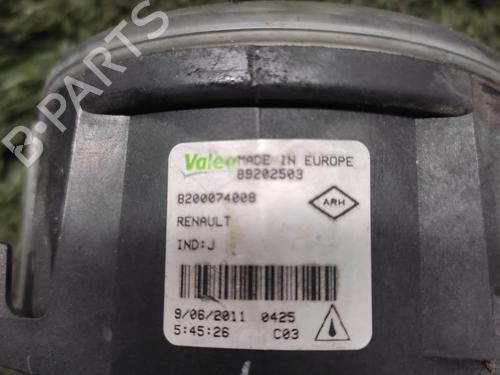 B-PARTS
Valeo MADE IN EUROPE
89202503
8200074008
RENAULT
ARH
IND:J
9/06/2011 0425
5:45:26 C03